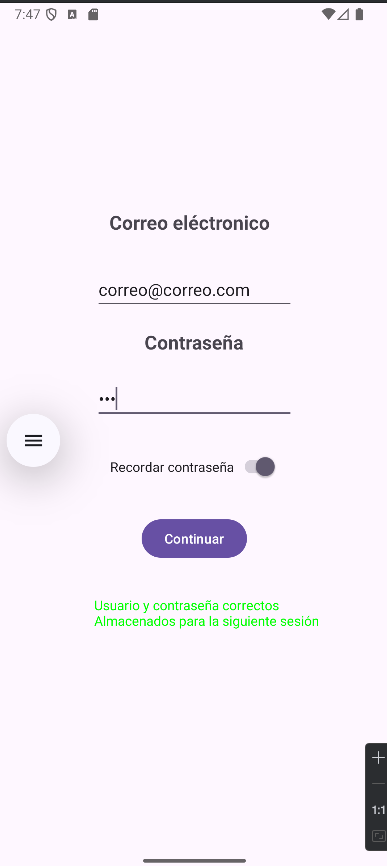 7:47
Correo eléctronico
correo@correo.com
Contraseña
•••
Recordar contraseña
Continuar
Usuario y contraseña correctos
Almacenados para la siguiente sesión
1:1